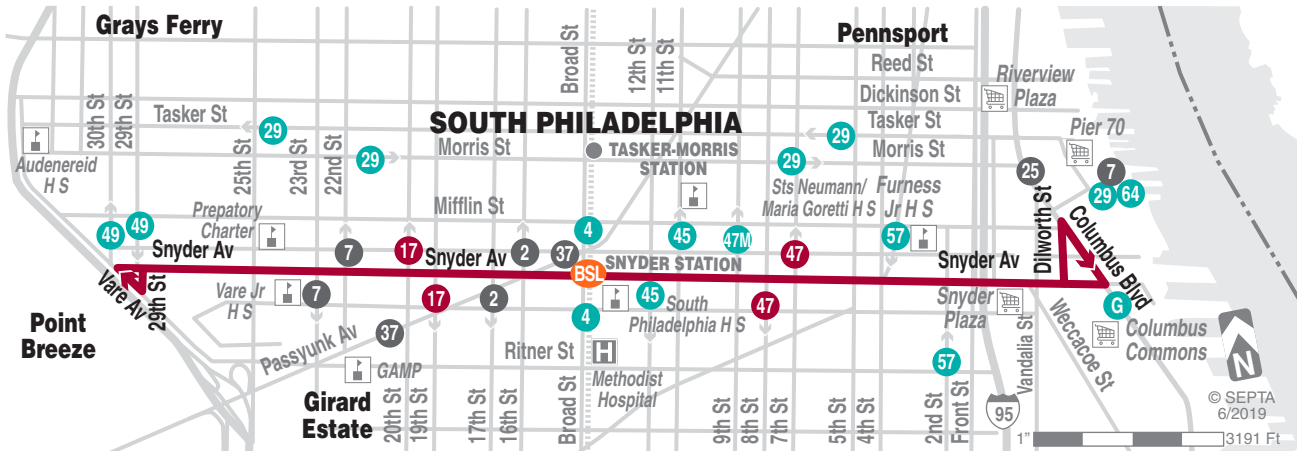 Grays Ferry
Pennsport
Broad St
12th St
11th St
Reed St
Riverview
Plaza
Dickinson St
30th St
29th St
Tasker St
29
SOUTH PHILADELPHIA
29
Tasker St
Pier 70
Audenereid
H S
25th St
23rd St
22nd St
29
Morris St
TASKER-MORRIS
STATION
29
Morris St
25
7
29
64
Sts Neumann/
Maria Goretti H S
Furness
Jr H S
Prepatory
Charter
Mifflin St
49
49
4
45
47M
57
Dilworth St
Columbus Blvd
Snyder Av
7
17
Snyder Av
2
37
SNYDER STATION
47
Snyder Av
BSL
Vare Av
29th St
Vare Jr
H S
7
17
2
4
45
South
Philadelphia H S
47
Snyder
Plaza
G
Point
Breeze
Passyunk Av
37
Ritner St
H
Methodist
Hospital
57
Vandalia St
Weccacoe St
Columbus
Commons
N
GAMP
Girard
Estate
20th St
19th St
17th St
16th St
Broad St
9th St
8th St
7th St
5th St
4th St
2nd St
Front St
95
© SEPTA
6/2019
1"
3191 Ft